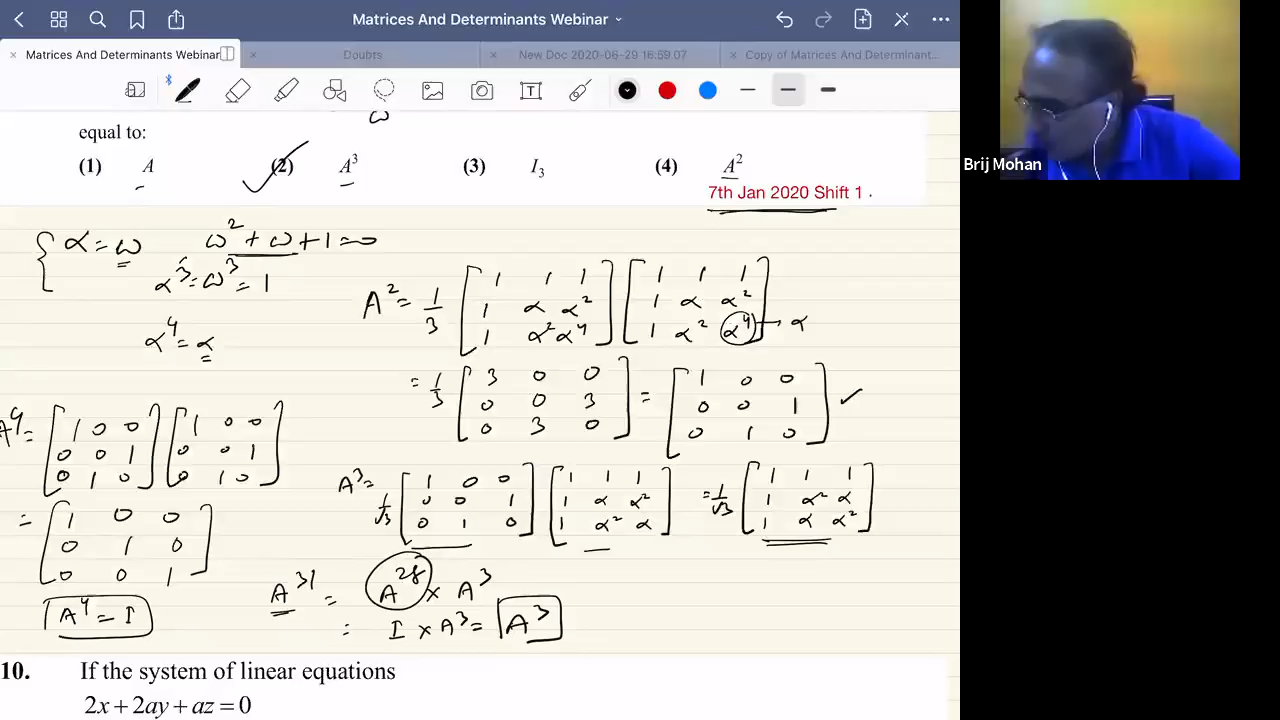 Matrices And Determinants Webinar
Matrices And Determinants Webinar
Doubts
New Doc 2020-06-29 16:59.07
Copy of Matrices And Determinant...
ω
equal to:
(1) A (2) A³ (3) I₃ (4) A²
7th Jan 2020 Shift 1 .
Brij Mohan
α = ω ω² + ω + 1 = 0
α³ = ω³ = 1
α⁴ = α
A² = 1/3 [1 1 1; 1 α α²; 1 α² α⁴] [1 1 1; 1 α α²; 1 α² α⁴] → α
= 1/3 [3 0 0; 0 0 3; 0 3 0] = [1 0 0; 0 0 1; 0 1 0] ✓
A⁴ = [1 0 0; 0 0 1; 0 1 0] [1 0 0; 0 0 1; 0 1 0]
= [1 0 0; 0 1 0; 0 0 1]
A⁴ = I
A³ = 1/√3 [1 0 0; 0 0 1; 0 1 0] [1 1 1; 1 α α²; 1 α² α] = 1/√3 [1 1 1; 1 α² α; 1 α α²]
A³¹ = A²⁸ × A³
= I × A³ = A³
10. If the system of linear equations
2x + 2ay + az = 0